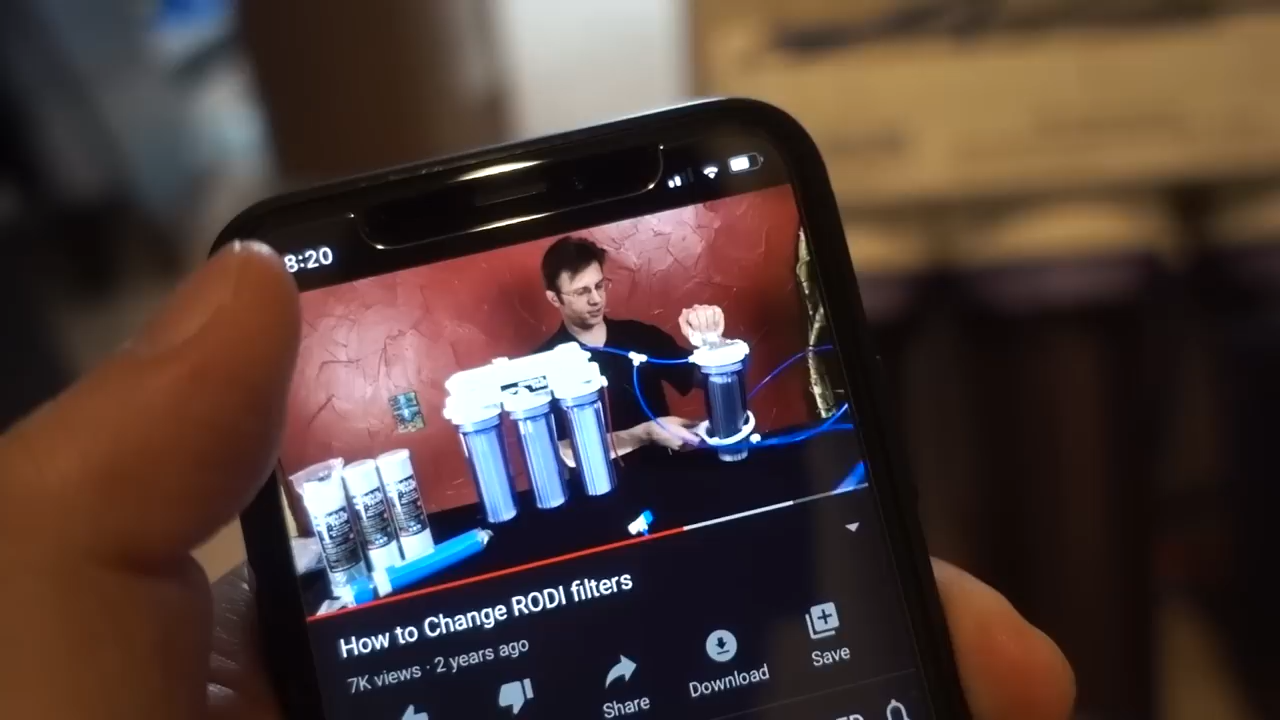 8:20
How to Change RODI filters
7K views · 2 years ago
Share
Download
Save